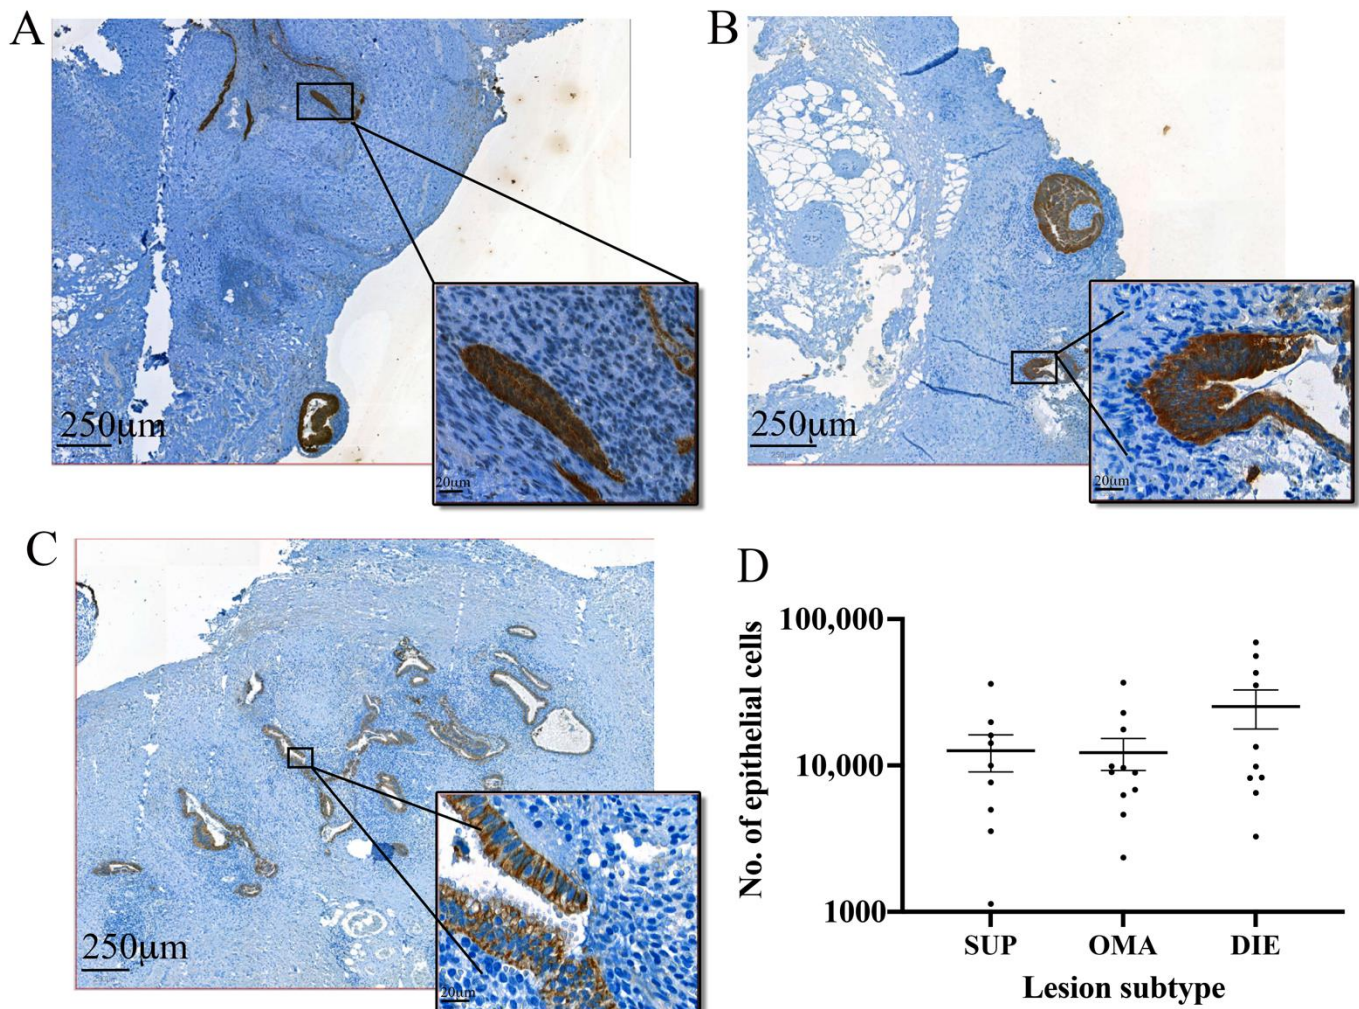 A
250µm
20µm
B
20µm
C
250µm
20µm
D
No. of epithelial cells
100,000
10,000
1000
SUP OMA DIE
Lesion subtype